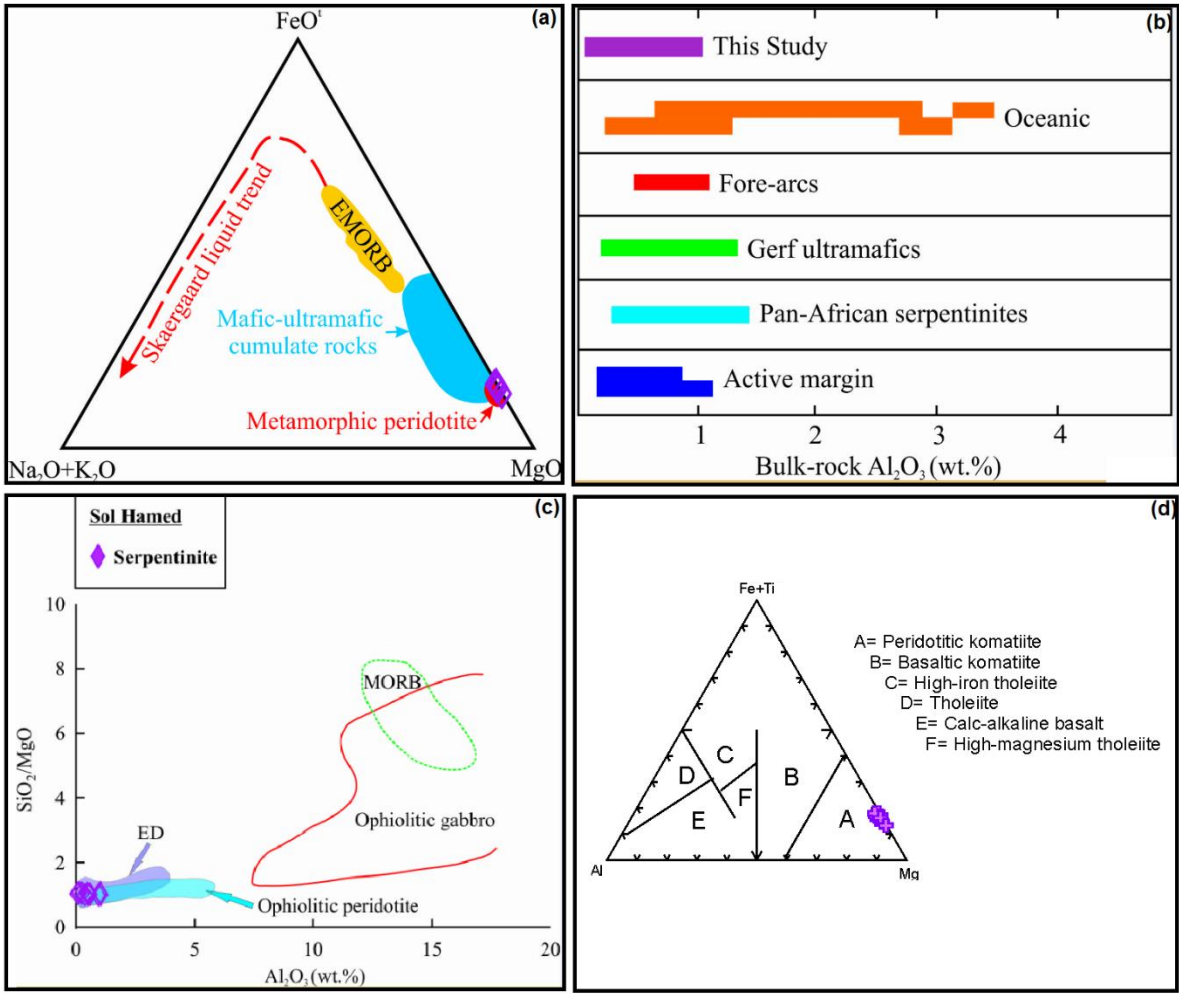 (a)
FeOᵗ
Skaergaard liquid trend
EMORB
Mafic-ultramafic
cumulate rocks
Metamorphic peridotite
Na₂O+K₂O
MgO
(b)
This Study
Oceanic
Fore-arcs
Gerf ultramafics
Pan-African serpentinites
Active margin
1 2 3 4
Bulk-rock Al₂O₃ (wt.%)
(c)
Sol Hamed
Serpentinite
10
8
6
4
2
0
SiO₂/MgO
MORB
Ophiolitic gabbro
ED
Ophiolitic peridotite
0 5 10 15 20
Al₂O₃ (wt.%)
(d)
Fe+Ti
A= Peridotitic komatiite
B= Basaltic komatiite
C= High-iron tholeiite
D= Tholeiite
E= Calc-alkaline basalt
F= High-magnesium tholeiite
D
C
F
B
E
A
Al
Mg